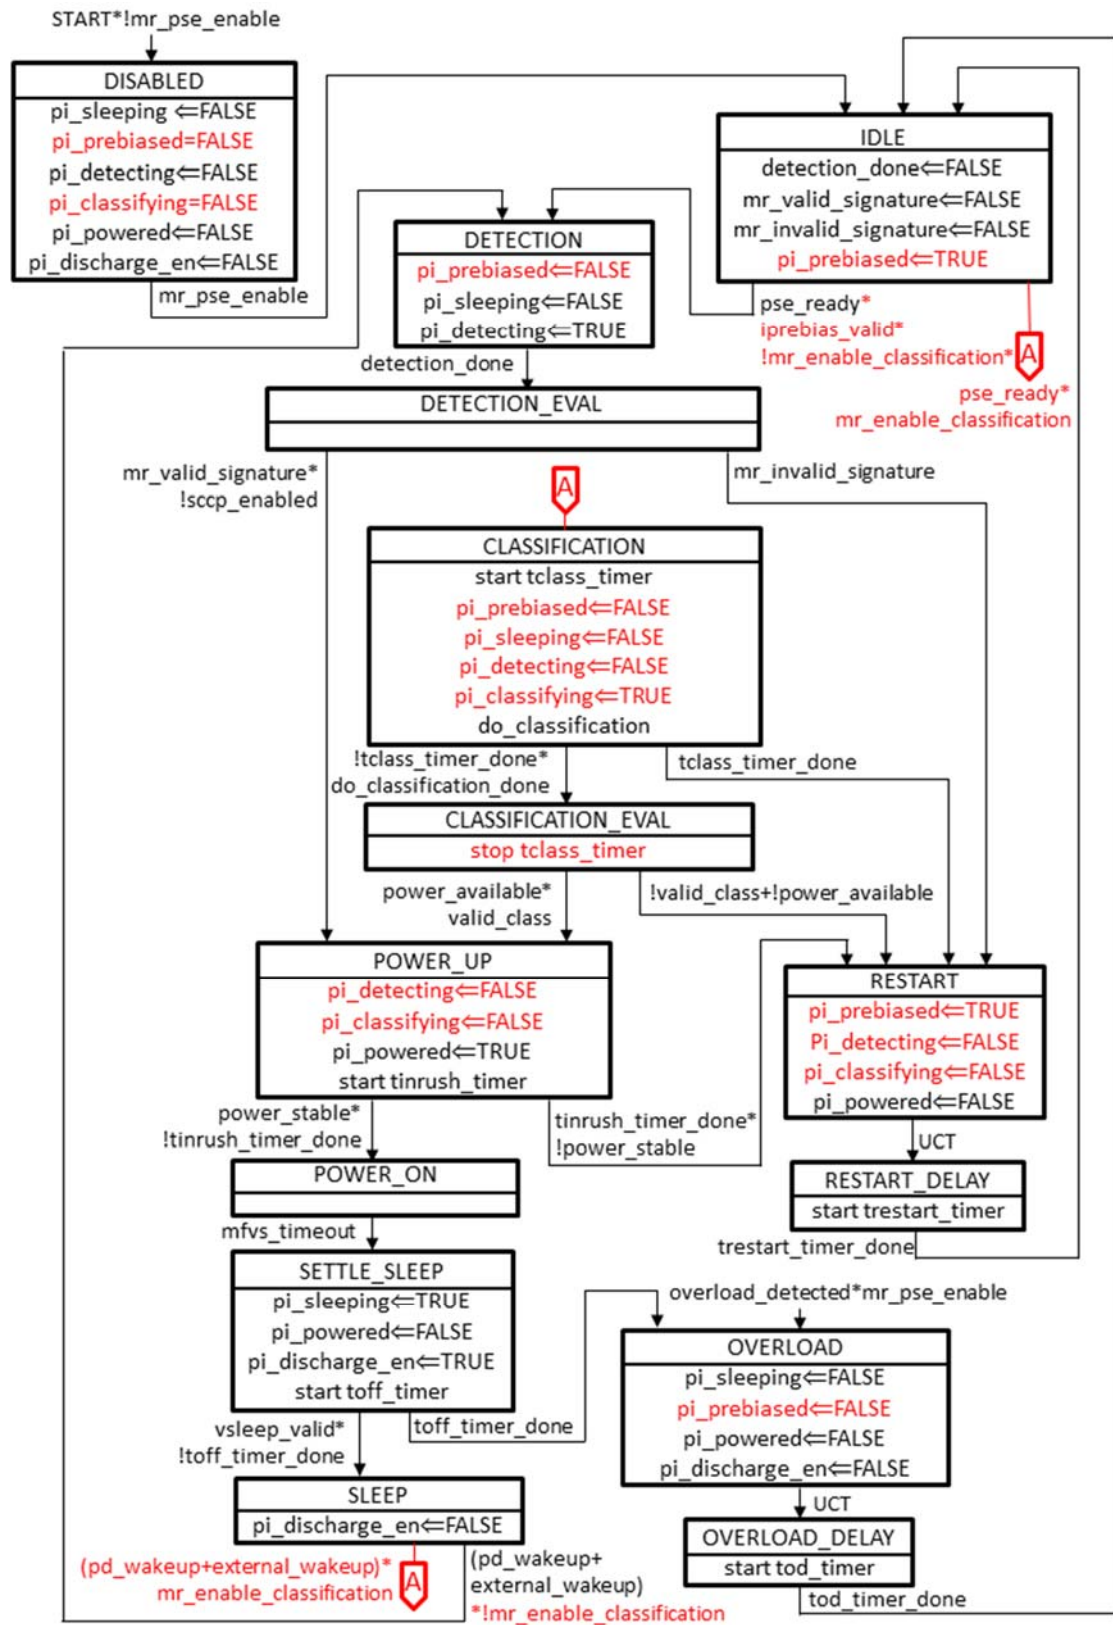 START*!mr_pse_enable
DISABLED
pi_sleeping ⇐FALSE
pi_prebiased=FALSE
pi_detecting⇐FALSE
pi_classifying=FALSE
pi_powered⇐FALSE
pi_discharge_en⇐FALSE
mr_pse_enable
IDLE
detection_done⇐FALSE
mr_valid_signature⇐FALSE
mr_invalid_signature⇐FALSE
pi_prebiased⇐TRUE
pse_ready*
iprebias_valid*
!mr_enable_classification*
A
pse_ready*
mr_enable_classification
DETECTION
pi_prebiased⇐FALSE
pi_sleeping⇐FALSE
pi_detecting⇐TRUE
detection_done
DETECTION_EVAL
mr_valid_signature*
!sccp_enabled
mr_invalid_signature
A
CLASSIFICATION
start tclass_timer
pi_prebiased⇐FALSE
pi_sleeping⇐FALSE
pi_detecting⇐FALSE
pi_classifying⇐TRUE
do_classification
!tclass_timer_done*
do_classification_done
tclass_timer_done
CLASSIFICATION_EVAL
stop tclass_timer
power_available*
valid_class
!valid_class+!power_available
POWER_UP
pi_detecting⇐FALSE
pi_classifying⇐FALSE
pi_powered⇐TRUE
start tinrush_timer
RESTART
pi_prebiased⇐TRUE
Pi_detecting⇐FALSE
pi_classifying⇐FALSE
pi_powered⇐FALSE
power_stable*
!tinrush_timer_done
tinrush_timer_done*
!power_stable
UCT
POWER_ON
RESTART_DELAY
start trestart_timer
mfvs_timeout
trestart_timer_done
SETTLE_SLEEP
pi_sleeping⇐TRUE
pi_powered⇐FALSE
pi_discharge_en⇐TRUE
start toff_timer
overload_detected*mr_pse_enable
OVERLOAD
pi_sleeping⇐FALSE
pi_prebiased⇐FALSE
pi_powered⇐FALSE
pi_discharge_en⇐FALSE
vsleep_valid*
!toff_timer_done
toff_timer_done
SLEEP
pi_discharge_en⇐FALSE
UCT
OVERLOAD_DELAY
start tod_timer
tod_timer_done
(pd_wakeup+external_wakeup)*
mr_enable_classification
A
(pd_wakeup+
external_wakeup)
*!mr_enable_classification